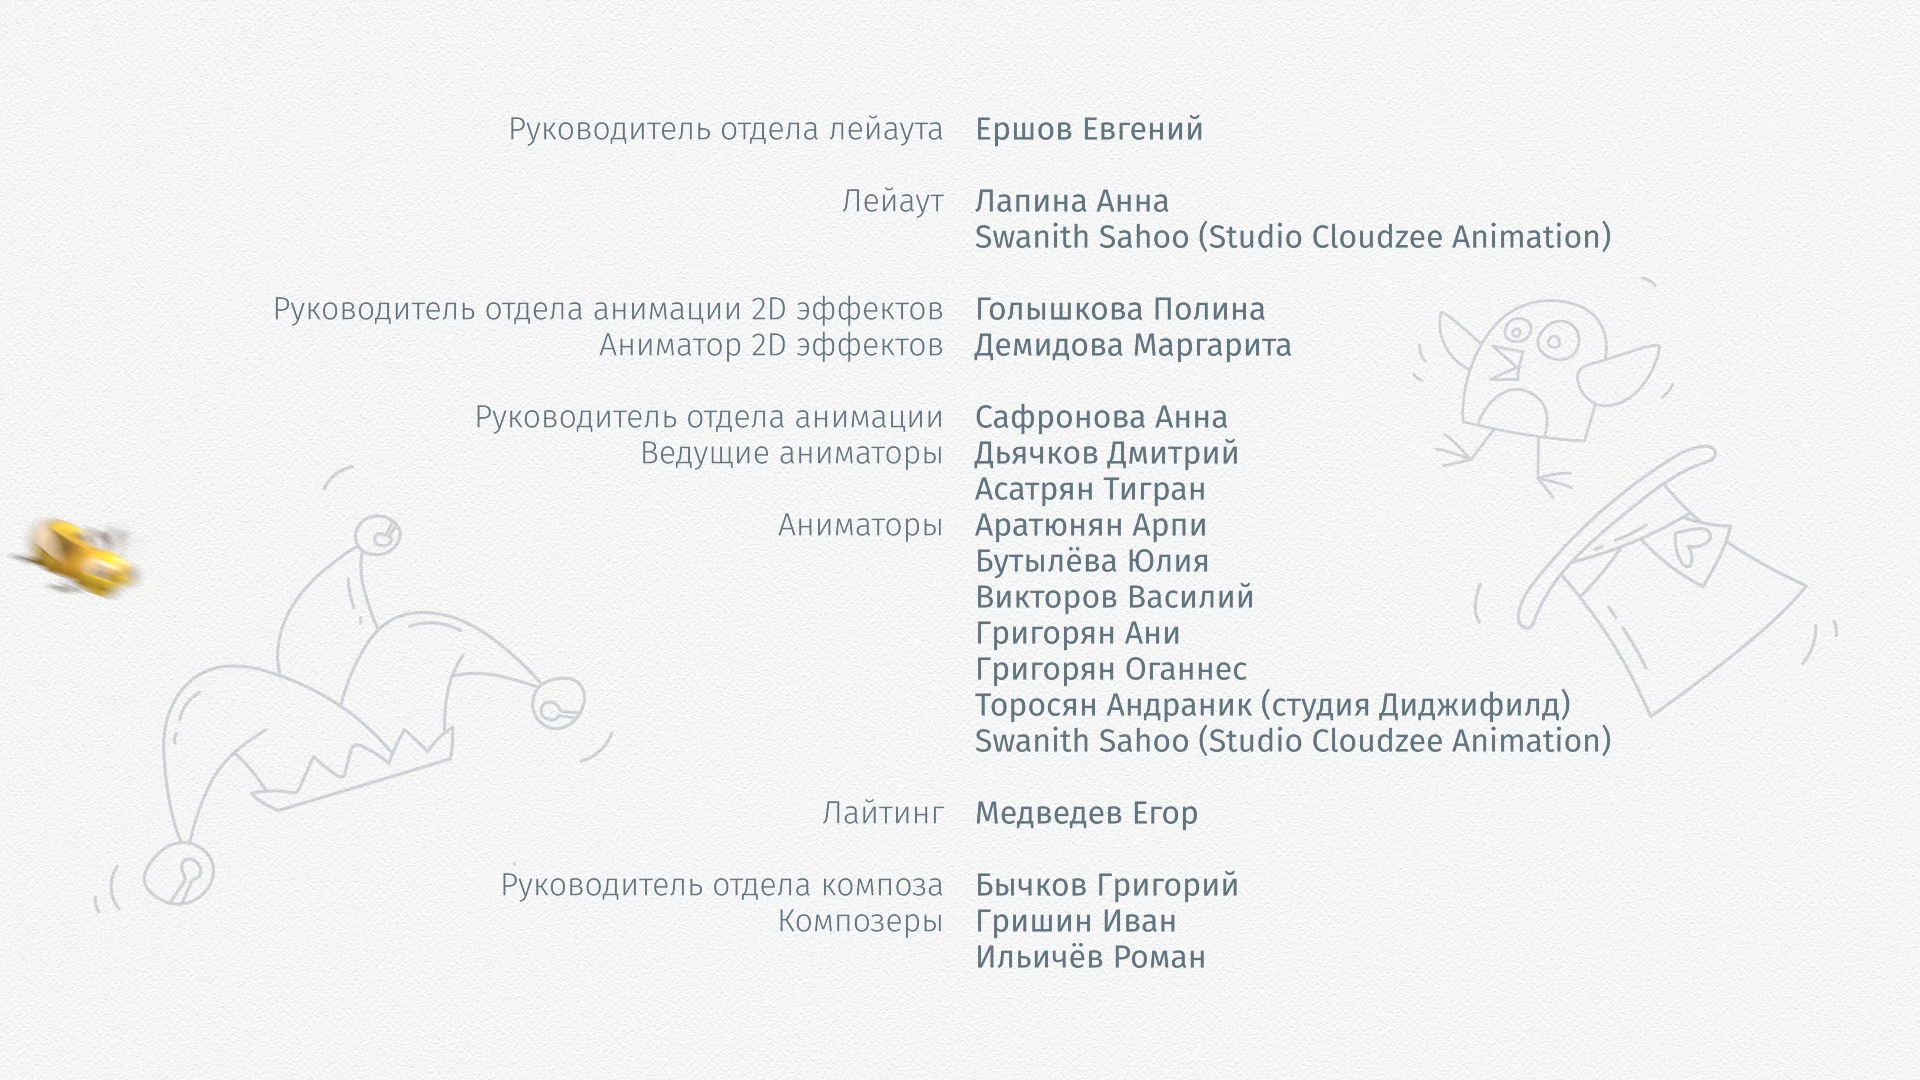 Руководитель отдела лейаута Ершов Евгений
Лейаут Лапина Анна
Swanith Sahoo (Studio Cloudzee Animation)
Руководитель отдела анимации 2D эффектов Голышкова Полина
Аниматор 2D эффектов Демидова Маргарита
Руководитель отдела анимации Сафронова Анна
Ведущие аниматоры Дьячков Дмитрий
Асатрян Тигран
Аниматоры Аратюнян Арпи
Бутылёва Юлия
Викторов Василий
Григорян Ани
Григорян Оганнес
Торосян Андраник (студия Диджифилд)
Swanith Sahoo (Studio Cloudzee Animation)
Лайтинг Медведев Егор
Руководитель отдела композа Бычков Григорий
Композеры Гришин Иван
Ильичёв Роман